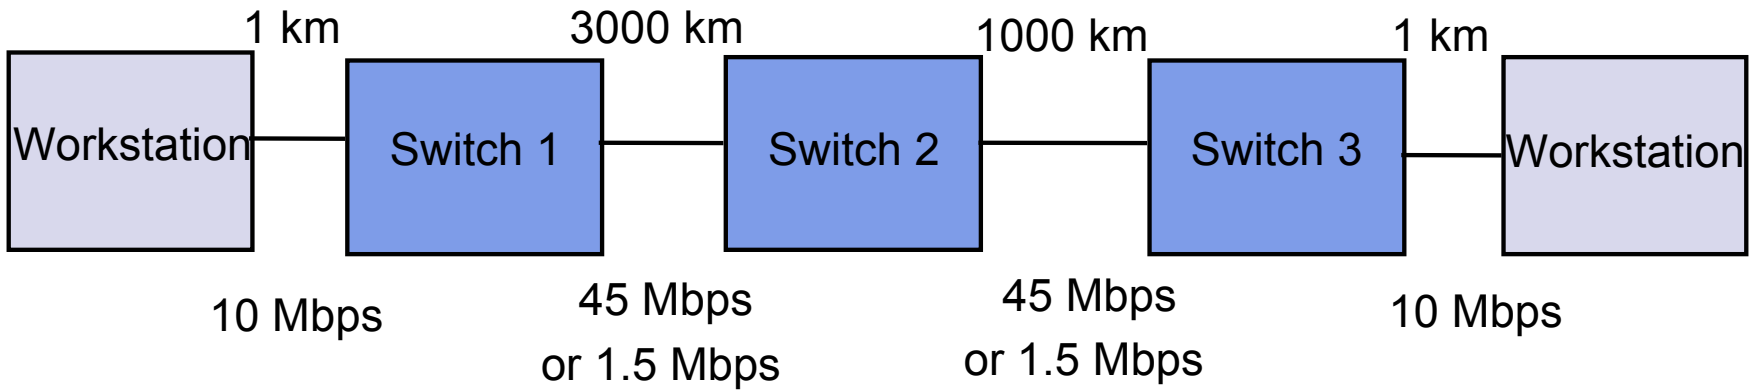 1 km
3000 km
1000 km
1 km
Workstation
Switch 1
Switch 2
Switch 3
Workstation
10 Mbps
45 Mbps
or 1.5 Mbps
45 Mbps
or 1.5 Mbps
10 Mbps